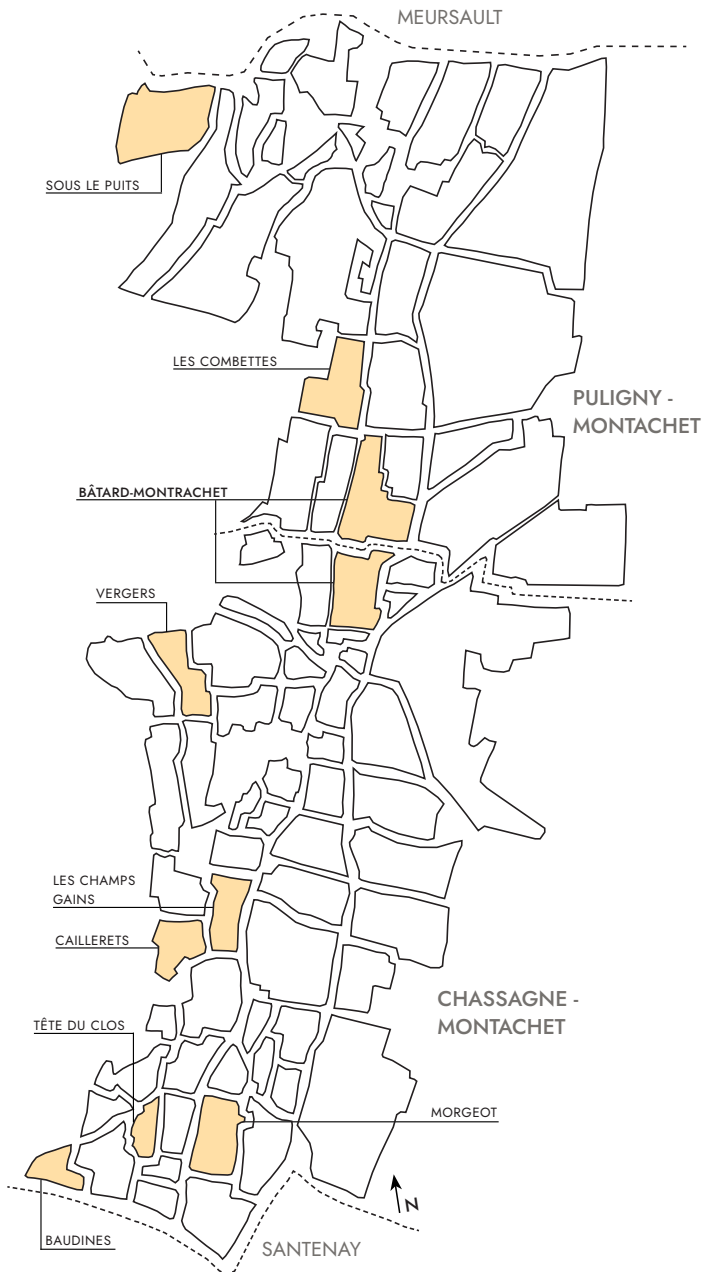 MEURSAULT
SOUS LE PUITS
LES COMBETTES
PULIGNY -
MONTACHET
BÂTARD-MONTRACHET
VERGERS
LES CHAMPS
GAINS
CAILLERETS
CHASSAGNE -
MONTACHET
TÊTE DU CLOS
MORGEOT
N
BAUDINES
SANTENAY